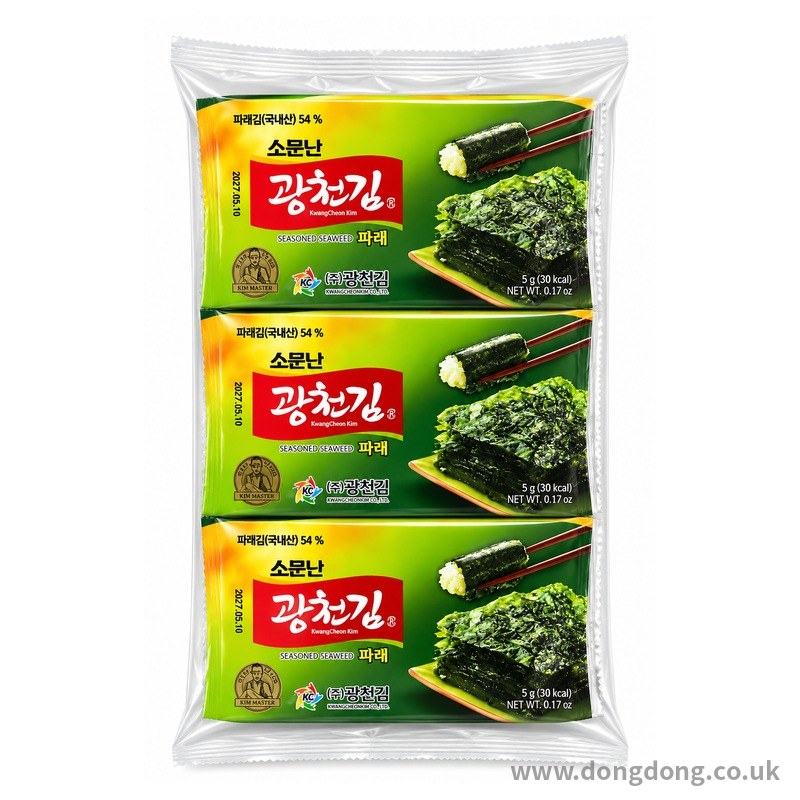 파래김(국내산) 54 %
소문난
광천김®
KwangCheon Kim
SEASONED SEAWEED 파래
2027.05.10
KIM MASTER
KC (주)광천김
KWANGCHEONKIM CO., LTD.
5 g (30 kcal)
NET WT. 0.17 oz
파래김(국내산) 54 %
소문난
광천김®
KwangCheon Kim
SEASONED SEAWEED 파래
2027.05.10
KIM MASTER
KC (주)광천김
KWANGCHEONKIM CO., LTD.
5 g (30 kcal)
NET WT. 0.17 oz
파래김(국내산) 54 %
소문난
광천김®
KwangCheon Kim
SEASONED SEAWEED 파래
2027.05.10
KIM MASTER
KC (주)광천김
KWANGCHEONKIM CO., LTD.
5 g (30 kcal)
NET WT. 0.17 oz
www.dongdong.co.uk